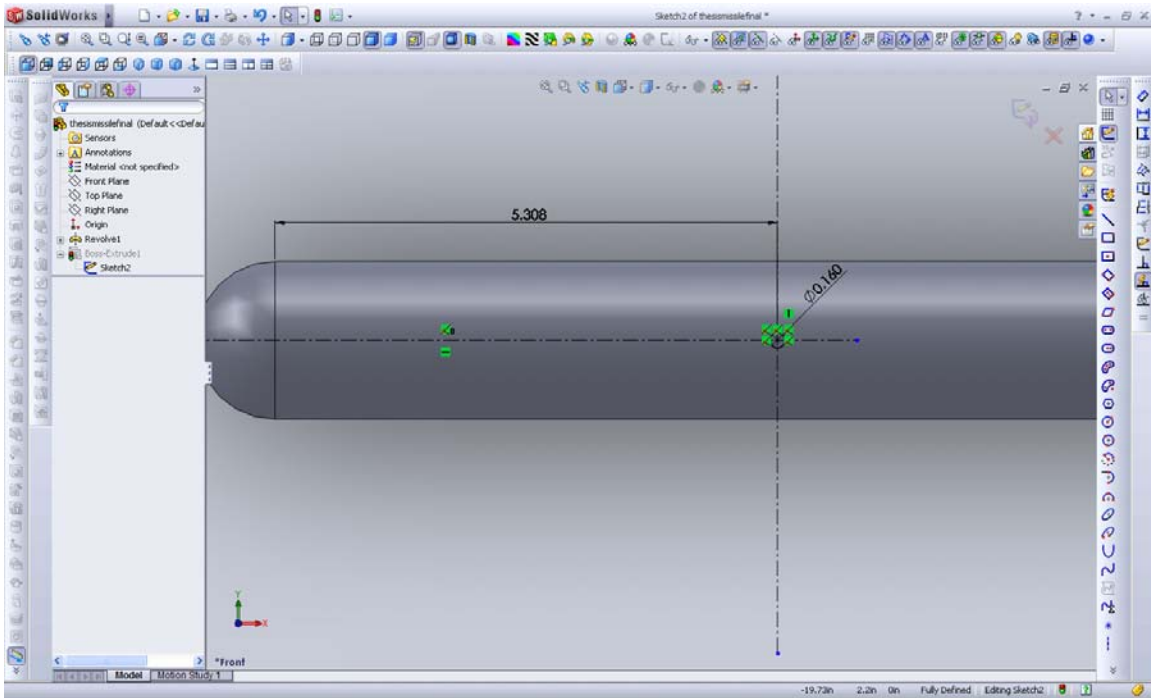 SolidWorks
Sketch2 of thesismisslefinal *
thesismissilefinal (Default<<Defau
Sensors
Annotations
Material <not specified>
Front Plane
Top Plane
Right Plane
Origin
Revolve1
Boss-Extrude1
Sketch2
5.308
Ø0.160
Y
X
*Front
Model
Motion Study 1
-19.73in
2.2in
0in
Fully Defined
Editing Sketch2